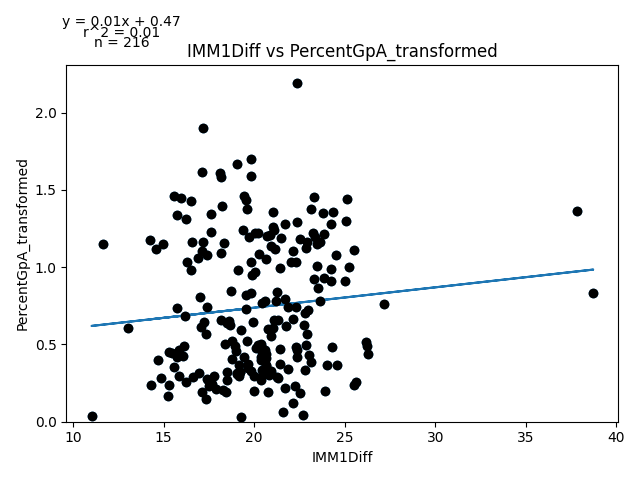 y = 0.01x + 0.47
r^2 = 0.01
n = 216
IMM1Diff vs PercentGpA_transformed
PercentGpA_transformed
2.0
1.5
1.0
0.5
0.0
10 15 20 25 30 35 40
IMM1Diff